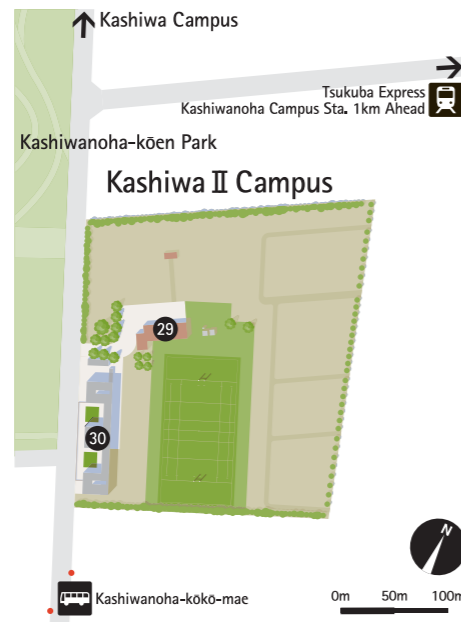 Kashiwa Campus
Tsukuba Express
Kashiwanoha Campus Sta. 1km Ahead
Kashiwanoha-kōen Park
Kashiwa Ⅱ Campus
29
30
N
Kashiwanoha-kōkō-mae
0m 50m 100m